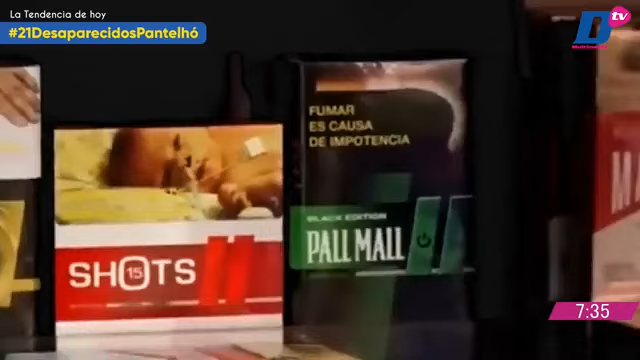 La Tendencia de hoy
#21DesaparecidosPantelhó
tv
FUMAR
ES CAUSA
DE IMPOTENCIA
BLACK EDITION
PALL MALL
SHOTS
15
MA
7:35